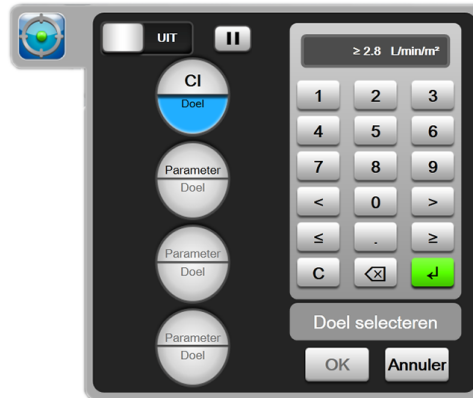 UIT
≥ 2.8 L/min/m²
CI
Doel
Parameter
Doel
Parameter
Doel
Parameter
Doel
1 2 3
4 5 6
7 8 9
< 0 >
≤ . ≥
C
Doel selecteren
OK Annuler